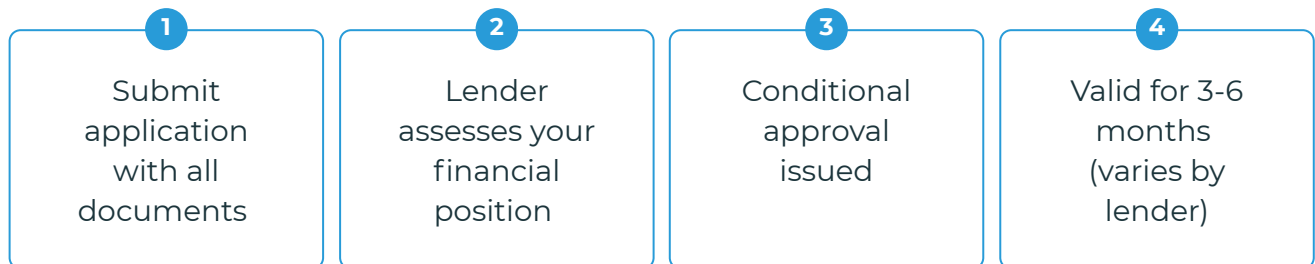 1
Submit
application
with all
documents
2
Lender
assesses your
financial
position
3
Conditional
approval
issued
4
Valid for 3-6
months
(varies by
lender)